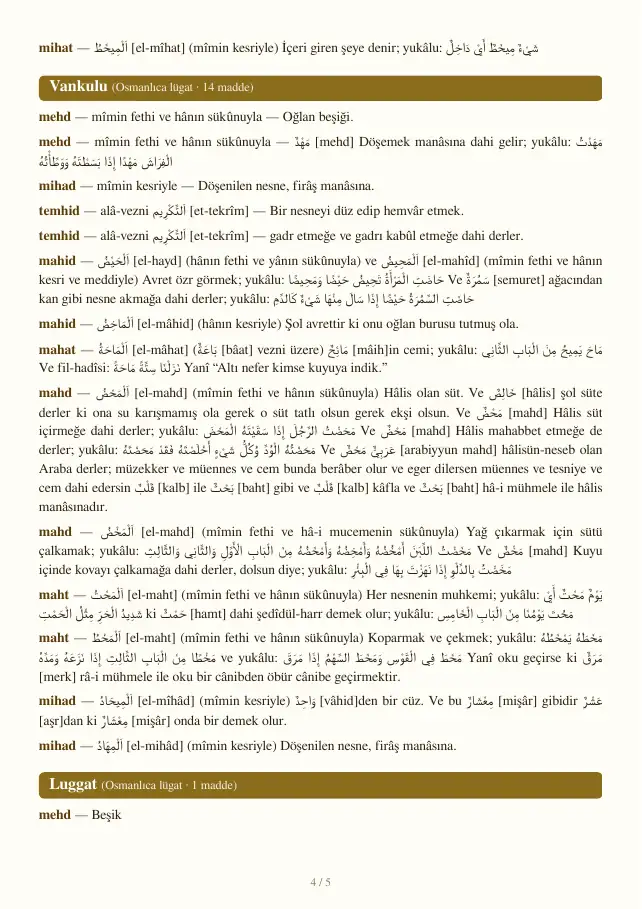 mihat — اَلْمِيحُطُ [el-mîhat] (mîmin kesriyle) İçeri giren şeye denir; yukâlu: شَيْءٌ مِيحُطٌ أَيْ دَاخِلٌ
Vankulu (Osmanlıca lügat · 14 madde)
mehd — mîmin fethi ve hânın sükûnuyla — Oğlan beşiği.
mehd — mîmin fethi ve hânın sükûnuyla — مَهْدٌ [mehd] Döşemek manâsına dahi gelir; yukâlu: مَهَدْتُ
الْفِرَاشَ مَهْدًا إِذَا بَسَطْتَهُ وَوَطَّأْتُهُ
mihad — mîmin kesriyle — Döşenilen nesne, firâş manâsına.
temhid — alâ-vezni اَلتَّكْرِيم [et-tekrîm] — Bir nesneyi düz edip hemvâr etmek.
temhid — alâ-vezni اَلتَّكْرِيم [et-tekrîm] — gadr etmeğe ve gadrı kabûl etmeğe dahi derler.
mahid — اَلْحَيْضُ [el-hayd] (hânın fethi ve yânın sükûnuyla) ve اَلْمَحِيضُ [el-mahîd] (mîmin fethi ve hânın
kesri ve meddiyle) Avret özr görmek; yukâlu: حَاضَتِ الْمَرْأَةُ تَحِيضُ حَيْضًا وَمَحِيضًا Ve سَمُرَةٌ [semuret] ağacından
kan gibi nesne akmağa dahi derler; yukâlu: حَاضَتِ السَّمُرَةُ حَيْضًا إِذَا سَالَ مِنْهَا شَيْءٌ كَالدَّمِ
mahid — اَلْمَاخِضُ [el-mâhid] (hânın kesriyle) Şol avrettir ki onu oğlan burusu tutmuş ola.
mahat — اَلْمَاحَةُ [el-mâhat] (بَاعَةٌ [bâat] vezni üzere) مَائِحٌ [mâih]in cemi; yukâlu: مَاحَ يَمِيحُ مِنَ الْبَابِ الثَّانِي
Ve fil-hadîsi: نَزَلْنَا سِتَّةً مَاحَةً Yanî “Altı nefer kimse kuyuya indik.”
mahd — اَلْمَحْضُ [el-mahd] (mîmin fethi ve hânın sükûnuyla) Hâlis olan süt. Ve خَالِصٌ [hâlis] şol süte
derler ki ona su karışmamış ola gerek o süt tatlı olsun gerek ekşi olsun. Ve مَحْضٌ [mahd] Hâlis süt
içirmeğe dahi derler; yukâlu: مَحَضْتُ الرَّجُلَ إِذَا سَقَيْتَهُ الْمَحْضَ Ve مَحْضٌ [mahd] Hâlis mahabbet etmeğe de
derler; yukâlu: مَحَضْتُهُ الْوُدَّ وَكُلُّ شَيْءٍ أَخْلَصْتَهُ فَقَدْ مَحَضْتَهُ Ve عَرَبِيٌّ مَحْضٌ [arabiyyun mahd] hâlisün-neseb olan
Araba derler; müzekker ve müennes ve cem bunda berâber olur ve eger dilersen müennes ve tesniye ve
cem dahi edersin قَلْبٌ [kalb] ile بَحْتٌ [baht] gibi ve قَلْبٌ [kalb] kâfla ve بَحْتٌ [baht] hâ-i mühmele ile hâlis
manâsınadır.
mahd — اَلْمَخْضُ [el-mahd] (mîmin fethi ve hâ-i mucemenin sükûnuyla) Yağ çıkarmak için sütü
çalkamak; yukâlu: مَخَضْتُ اللَّبَنَ أَمْخُضُهُ وَأَمْخِضُهُ وَأَمْخَضُهُ مِنَ الْبَابِ الْأَوَّلِ وَالثَّانِي وَالثَّالِثِ Ve مَخْضٌ [mahd] Kuyu
içinde kovayı çalkamağa dahi derler, dolsun diye; yukâlu: مَخَضْتُ بِالدَّلْوِ إِذَا نَهَزْتَ بِهَا فِي الْبِئْرِ
maht — اَلْمَحْتُ [el-maht] (mîmin fethi ve hânın sükûnuyla) Her nesnenin muhkemi; yukâlu: يَوْمٌ مَحْتٌ أَيْ
شَدِيدُ الْحَرِّ مِثْلُ الْحَمْتِ ki حَمْتٌ [hamt] dahi şedîdül-harr demek olur; yukâlu: مَحُتَ يَوْمُنَا مِنَ الْبَابِ الْخَامِسِ
maht — اَلْمَخْطُ [el-maht] (mîmin fethi ve hânın sükûnuyla) Koparmak ve çekmek; yukâlu: مَخَطَهُ يَمْخَطُهُ
مَخْطًا مِنَ الْبَابِ الثَّالِثِ إِذَا نَزَعَهُ وَمَدَّهُ ve yukâlu: مَخَطَ فِي الْقَوْسِ وَمَخَطَ السَّهْمُ إِذَا مَرَقَ Yanî oku geçirse ki مَرْقٌ
[merk] râ-i mühmele ile oku bir cânibden öbür cânibe geçirmektir.
mihad — اَلْمِيحَادُ [el-mîhâd] (mîmin kesriyle) وَاحِدٌ [vâhid]den bir cüz. Ve bu مِعْشَارٌ [mişâr] gibidir عَشْرٌ
[aşr]dan ki مِعْشَارٌ [mişâr] onda bir demek olur.
mihad — اَلْمِهَادُ [el-mihâd] (mîmin kesriyle) Döşenilen nesne, firâş manâsına.
Luggat (Osmanlıca lügat · 1 madde)
mehd — Beşik
4 / 5